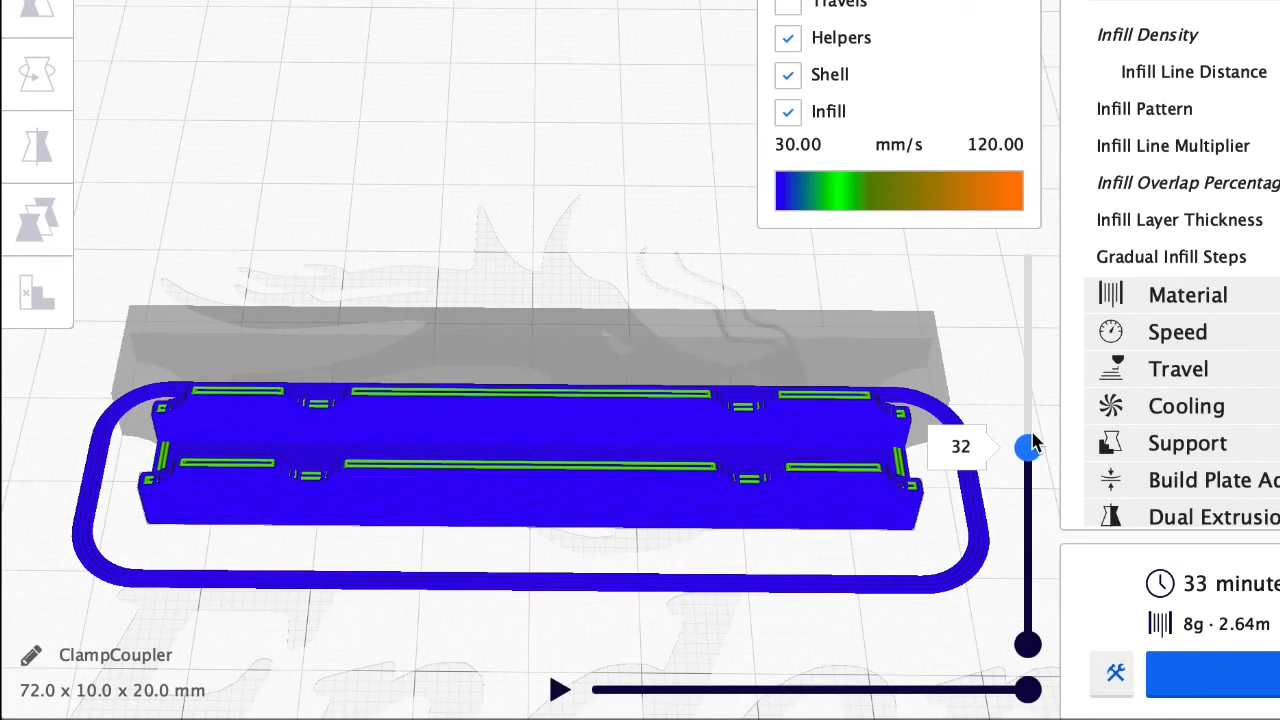 Travels
Helpers
Shell
Infill
30.00 mm/s 120.00
Infill Density
Infill Line Distance
Infill Pattern
Infill Line Multiplier
Infill Overlap Percentag
Infill Layer Thickness
Gradual Infill Steps
Material
Speed
Travel
Cooling
Support
Build Plate Ad
Dual Extrusio
32
33 minute
8g · 2.64m
ClampCoupler
72.0 x 10.0 x 20.0 mm